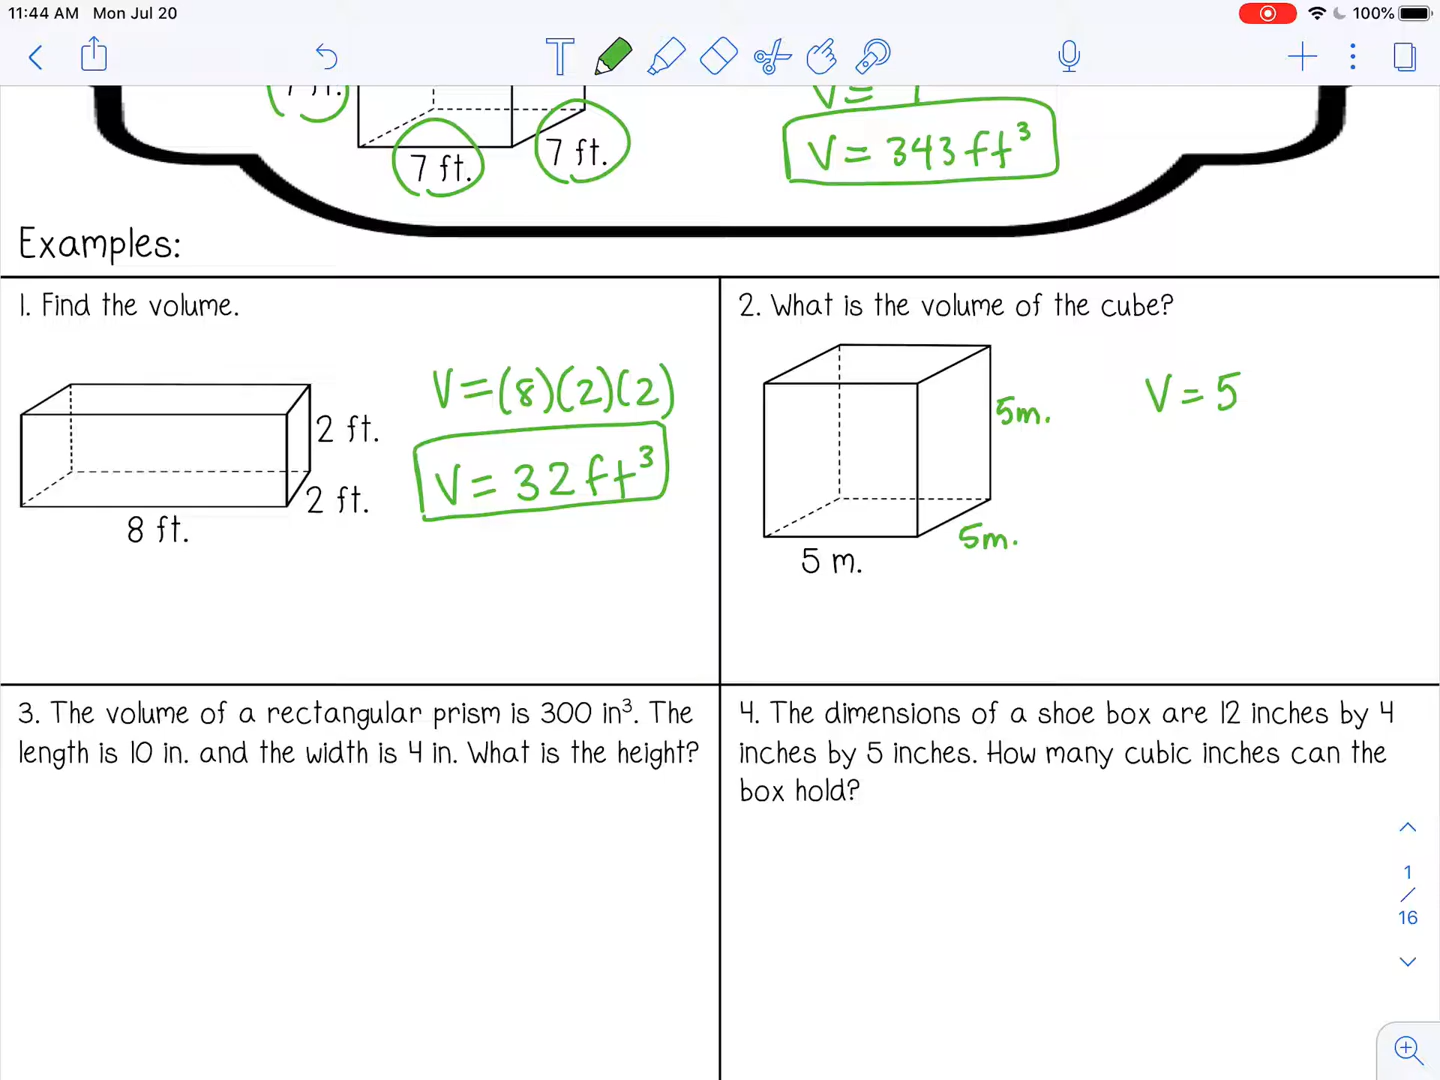 11:44 AM Mon Jul 20
100%
7 ft.
7 ft.
7 ft.
V =
V = 343 ft³
Examples:
1. Find the volume.
2 ft.
2 ft.
8 ft.
V = (8)(2)(2)
V = 32 ft³
2. What is the volume of the cube?
5m.
5m.
5 m.
V = 5
3. The volume of a rectangular prism is 300 in³. The
length is 10 in. and the width is 4 in. What is the height?
4. The dimensions of a shoe box are 12 inches by 4
inches by 5 inches. How many cubic inches can the
box hold?
1
/
16